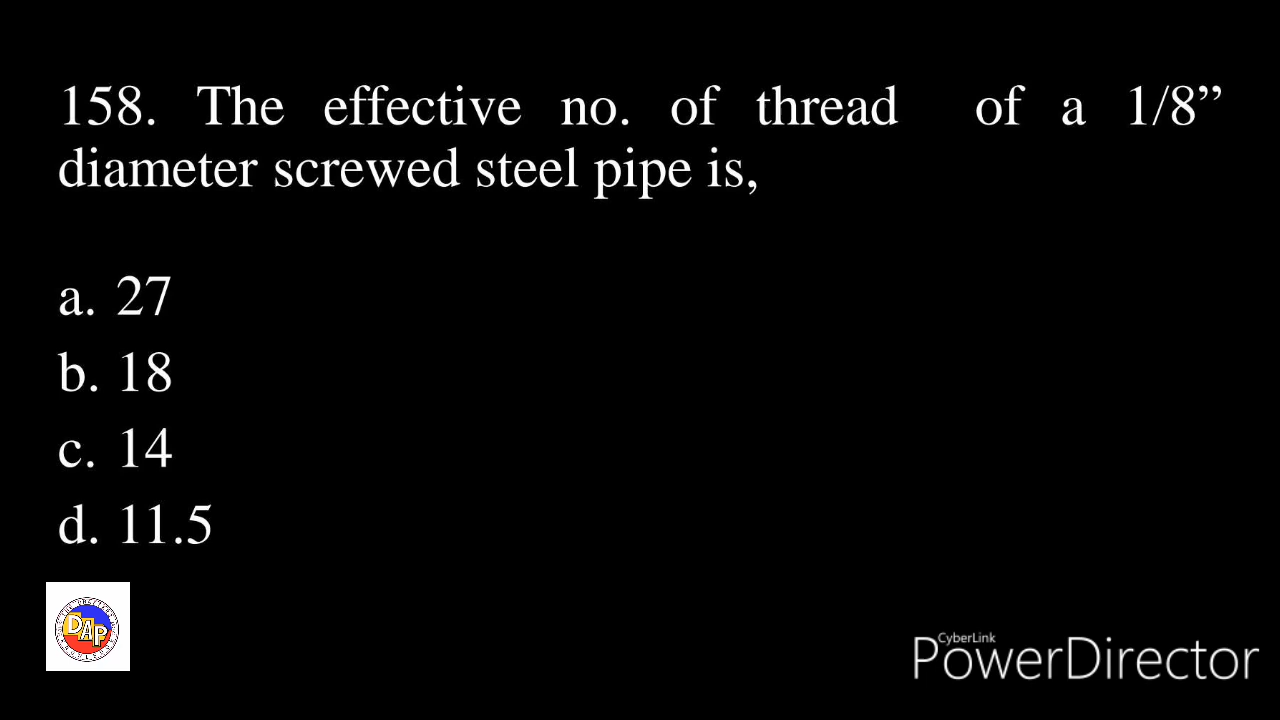 158. The effective no. of thread of a 1/8”
diameter screwed steel pipe is,
a. 27
b. 18
c. 14
d. 11.5
DAP
CyberLink
PowerDirector